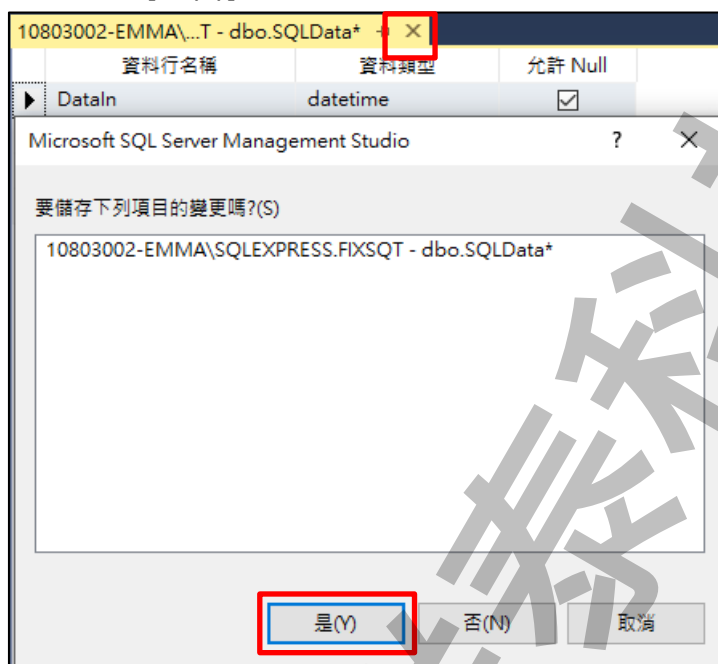 10803002-EMMA\...T - dbo.SQLData*
資料行名稱 資料類型 允許 Null
DataIn datetime
Microsoft SQL Server Management Studio
要儲存下列項目的變更嗎?(S)
10803002-EMMA\SQLEXPRESS.FIXSQT - dbo.SQLData*
是(Y) 否(N) 取消